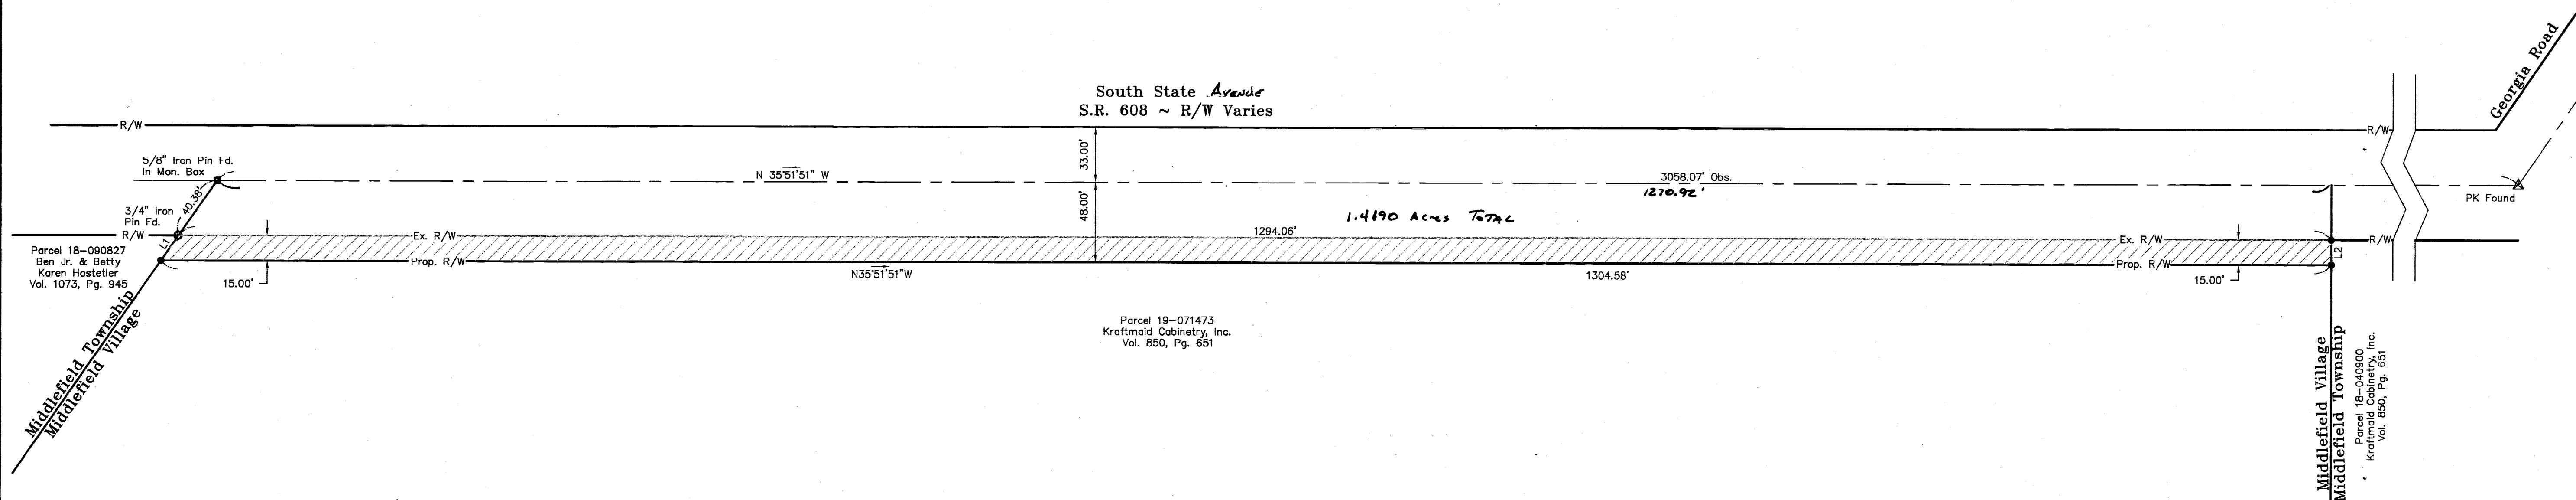 South State Avenue
S.R. 608 ~ R/W Varies
Georgia Road
R/W
R/W
5/8" Iron Pin Fd.
In Mon. Box
N 35°51'51" W
33.00'
3058.07' Obs.
1270.92'
PK Found
40.38'
3/4" Iron
Pin Fd.
48.00'
1.4190 Acres TOTAL
R/W
Ex. R/W
1294.06'
Ex. R/W
R/W
L1
L2
Parcel 18-090827
Ben Jr. & Betty
Karen Hostetler
Vol. 1073, Pg. 945
Prop. R/W
N35°51'51"W
1304.58'
Prop. R/W
15.00'
15.00'
Parcel 19-071473
Kraftmaid Cabinetry, Inc.
Vol. 850, Pg. 651
Middlefield Township
Middlefield Village
Middlefield Village
Middlefield Township
Parcel 18-040900
Kraftmaid Cabinetry, Inc.
Vol. 850, Pg. 651